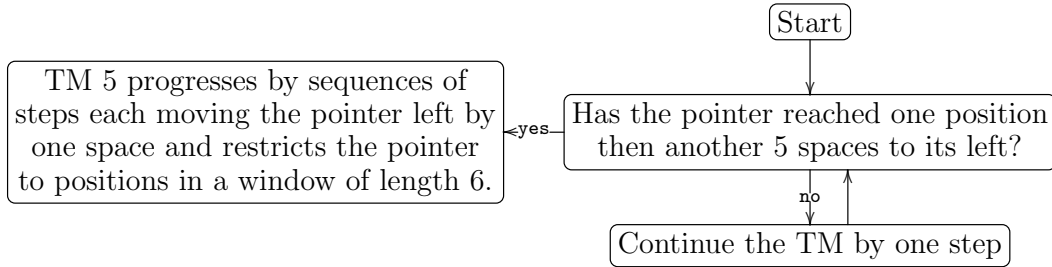 Start
TM 5 progresses by sequences of
steps each moving the pointer left by
one space and restricts the pointer
to positions in a window of length 6.
yes
Has the pointer reached one position
then another 5 spaces to its left?
no
Continue the TM by one step